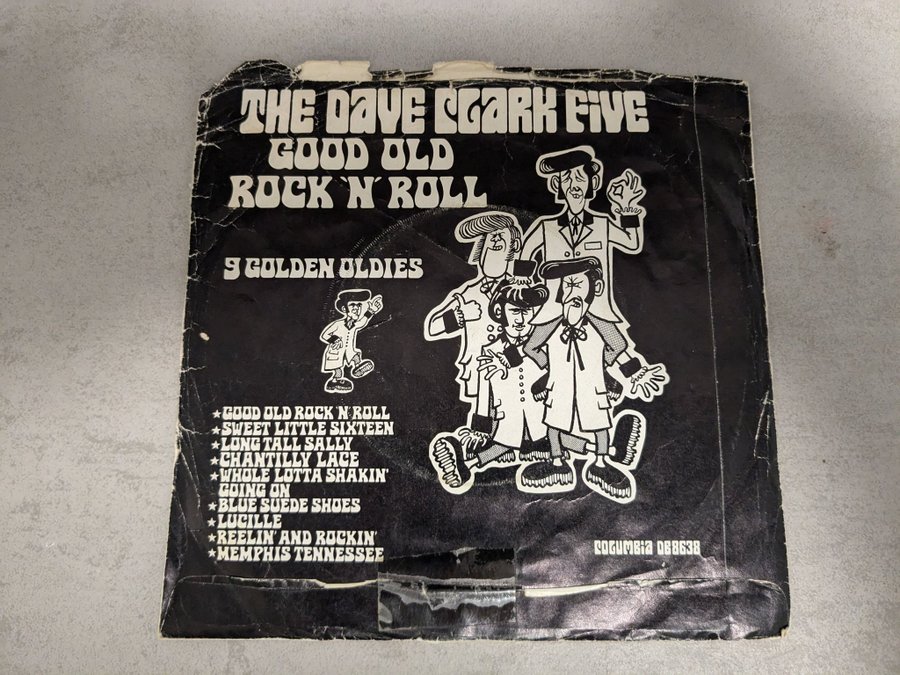 THE DAVE CLARK FIVE
GOOD OLD
ROCK 'N' ROLL
9 GOLDEN OLDIES
★GOOD OLD ROCK 'N' ROLL
★SWEET LITTLE SIXTEEN
★LONG TALL SALLY
★CHANTILLY LACE
★WHOLE LOTTA SHAKIN'
GOING ON
★BLUE SUEDE SHOES
★LUCILLE
★REELIN' AND ROCKIN'
★MEMPHIS TENNESSEE
COLUMBIA DB8638